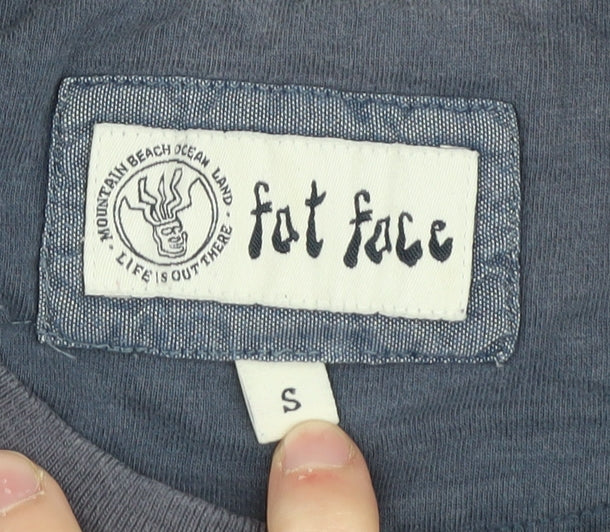 MOUNTAIN BEACH OCEAN LAND
LIFE IS OUT THERE
fat face
S